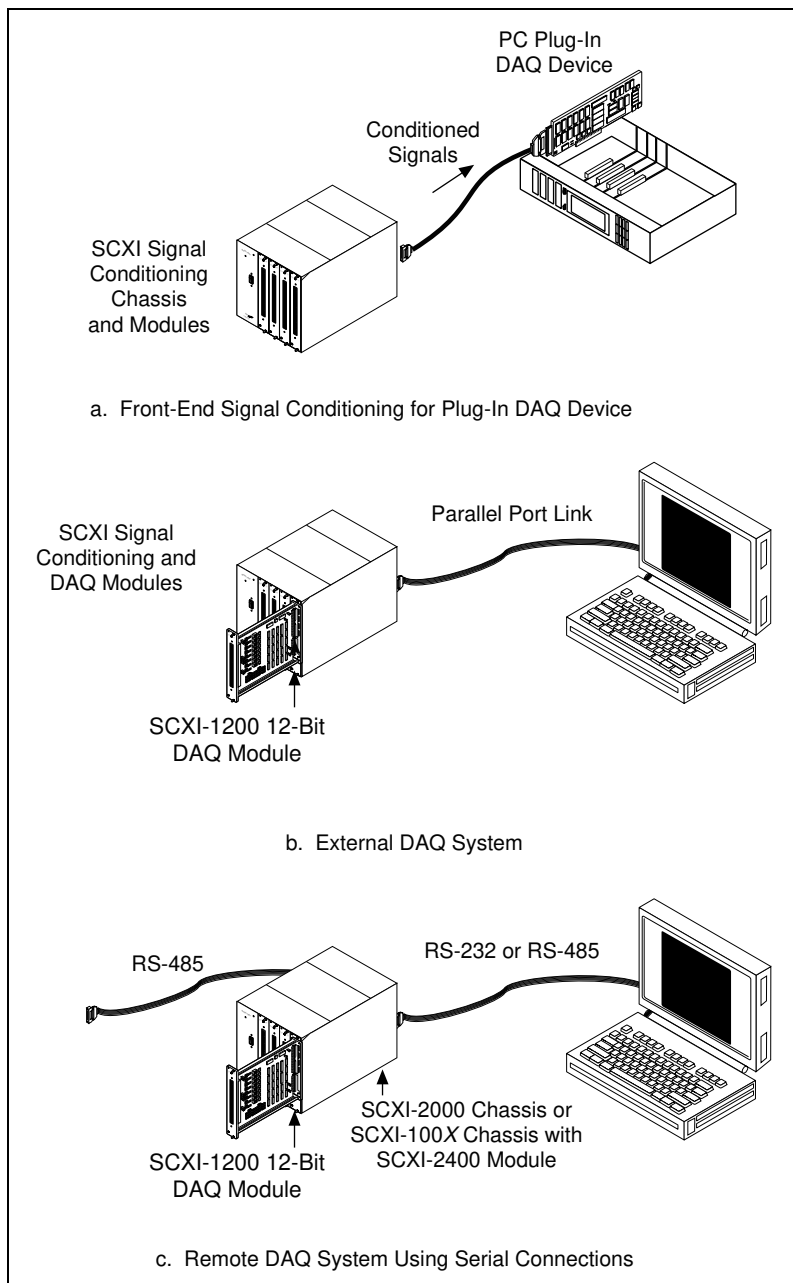 PC Plug-In
DAQ Device
Conditioned
Signals
SCXI Signal
Conditioning
Chassis
and Modules
a. Front-End Signal Conditioning for Plug-In DAQ Device
Parallel Port Link
SCXI Signal
Conditioning and
DAQ Modules
SCXI-1200 12-Bit
DAQ Module
b. External DAQ System
RS-485
RS-232 or RS-485
SCXI-2000 Chassis or
SCXI-100X Chassis with
SCXI-2400 Module
SCXI-1200 12-Bit
DAQ Module
c. Remote DAQ System Using Serial Connections